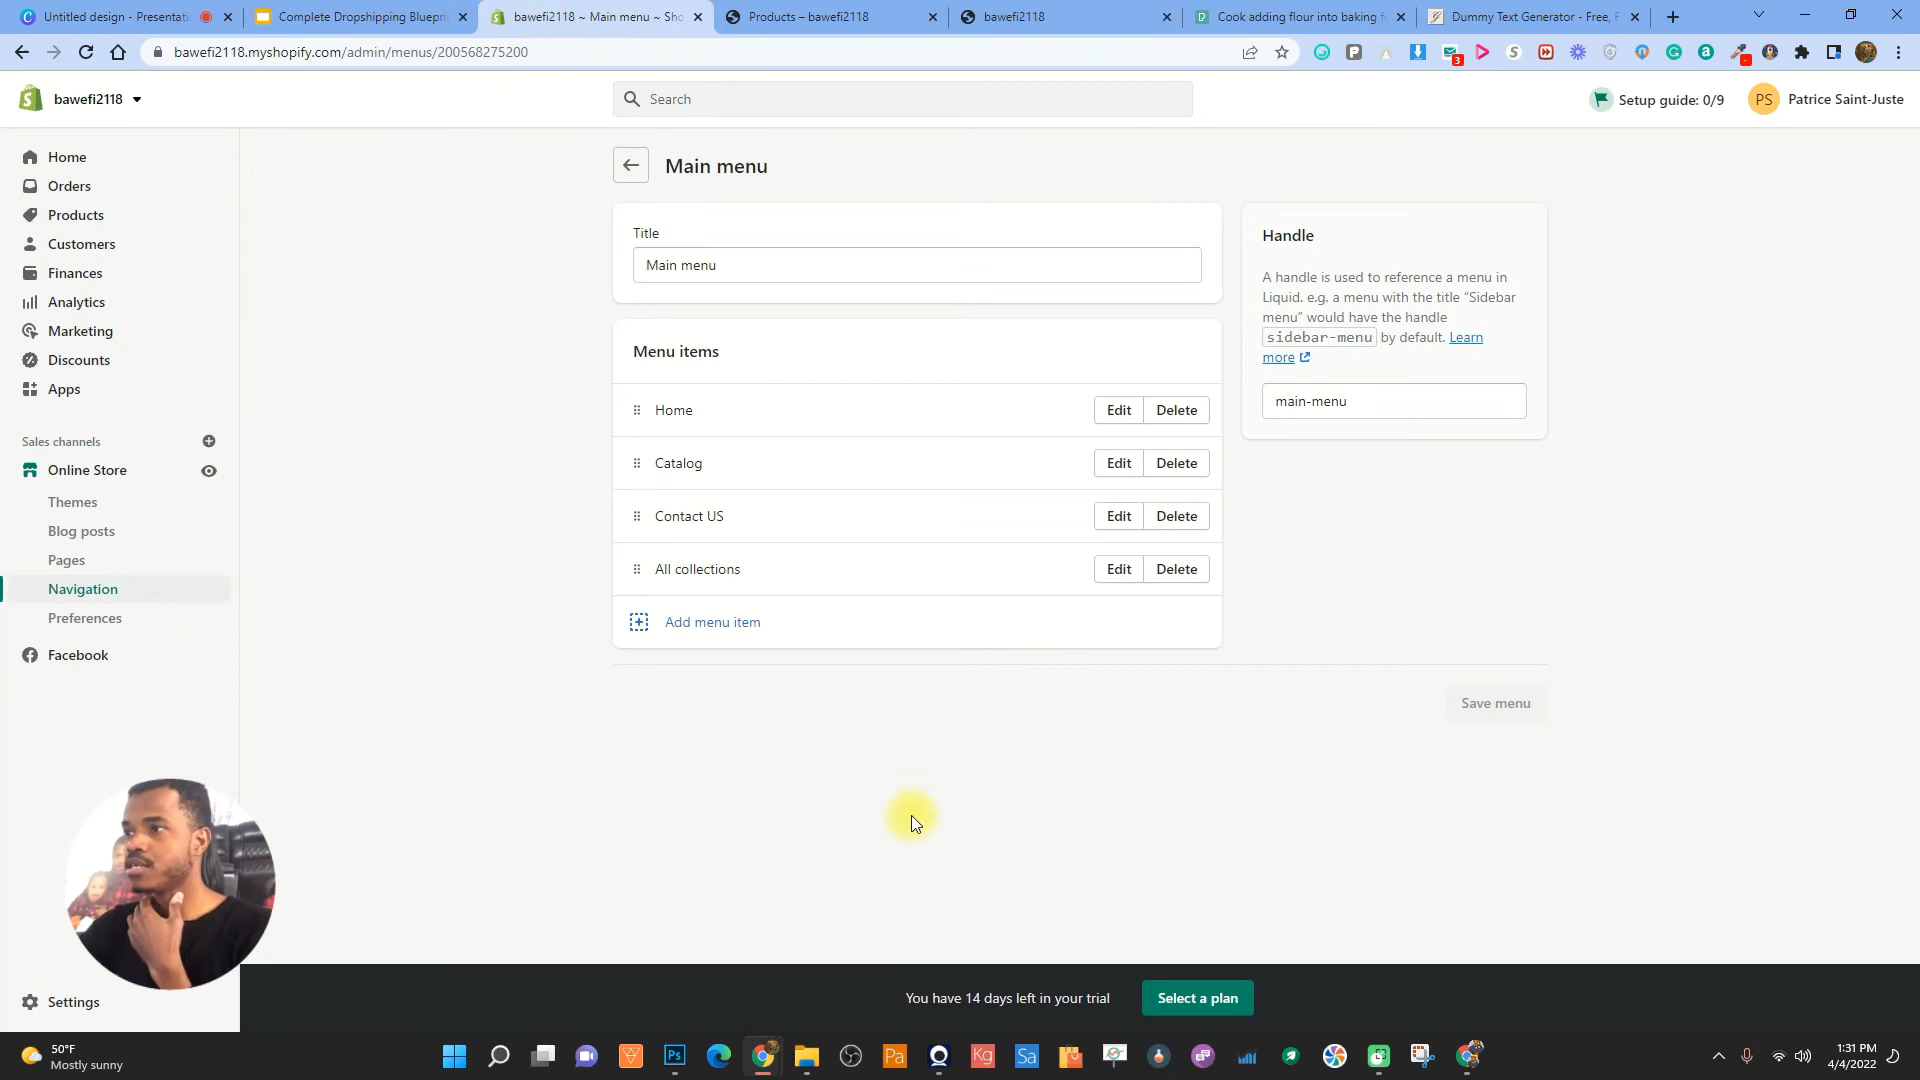 Untitled design - Presentati
Complete Dropshipping Blueprin
bawefi2118 ~ Main menu ~ Sho
Products – bawefi2118
bawefi2118
Cook adding flour into baking f
Dummy Text Generator - Free, F
bawefi2118.myshopify.com/admin/menus/200568275200
3
bawefi2118
Search
Setup guide: 0/9
PS
Patrice Saint-Juste
Home
Orders
Products
Customers
Finances
Analytics
Marketing
Discounts
Apps
Sales channels
Online Store
Themes
Blog posts
Pages
Navigation
Preferences
Facebook
Settings
Main menu
Title
Main menu
Menu items
Home
Edit
Delete
Catalog
Edit
Delete
Contact US
Edit
Delete
All collections
Edit
Delete
Add menu item
Handle
A handle is used to reference a menu in
Liquid. e.g. a menu with the title “Sidebar
menu” would have the handle
sidebar-menu by default. Learn
more
main-menu
Save menu
You have 14 days left in your trial
Select a plan
50°F
Mostly sunny
Ps
Pa
Kg
Sa
1:31 PM
4/4/2022